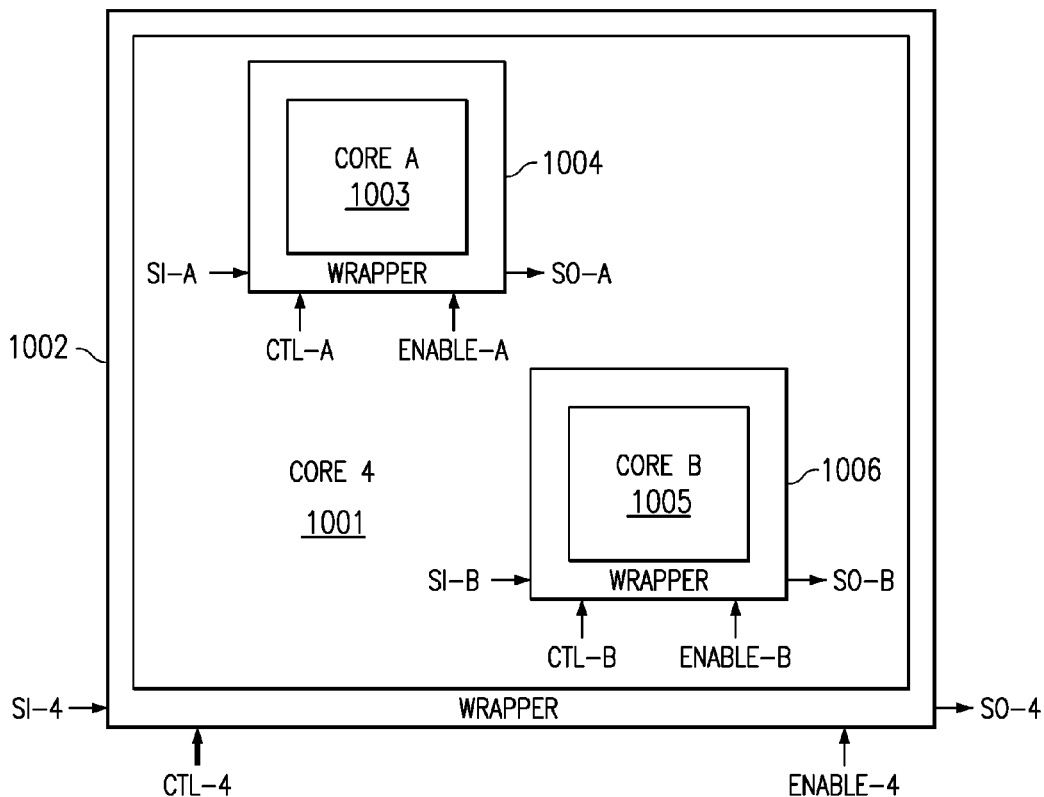 CORE A
1003
1004
SI-A
WRAPPER
SO-A
CTL-A
ENABLE-A
1002
CORE 4
1001
CORE B
1005
1006
SI-B
WRAPPER
SO-B
CTL-B
ENABLE-B
SI-4
WRAPPER
SO-4
CTL-4
ENABLE-4